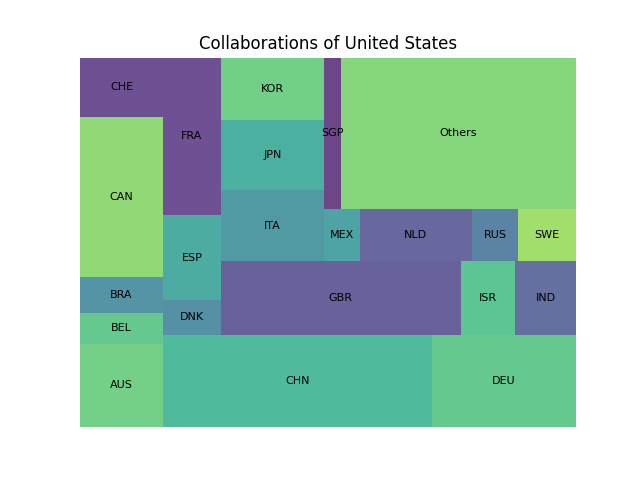 Collaborations of United States
CHE
KOR
FRA
SGP
Others
JPN
CAN
ITA
MEX
NLD
RUS
SWE
ESP
BRA
GBR
ISR
IND
DNK
BEL
AUS
CHN
DEU